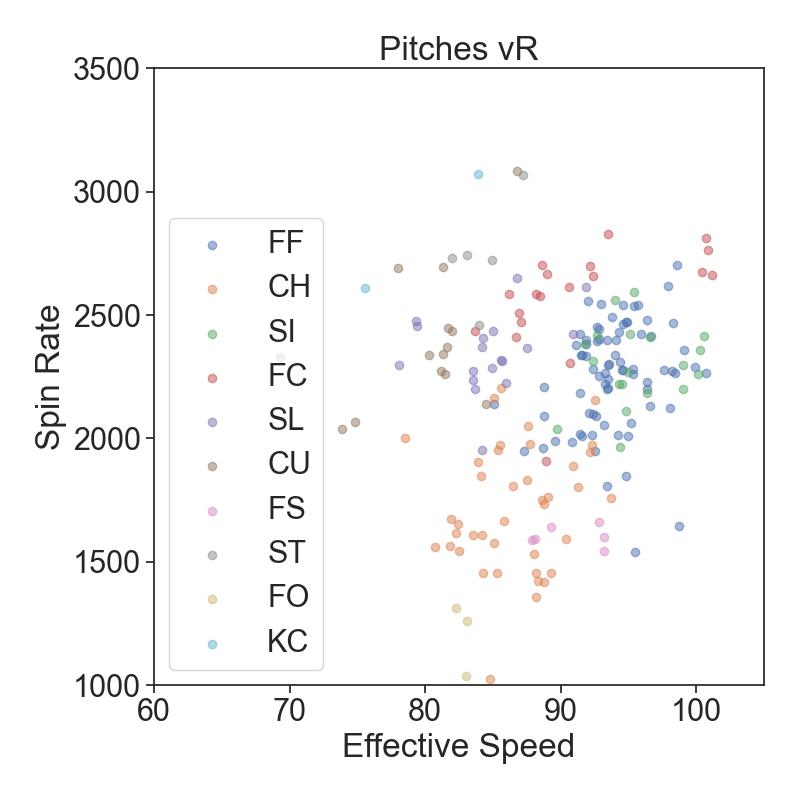 Pitches vR
3500
3000
2500
2000
1500
1000
Spin Rate
FF
CH
SI
FC
SL
CU
FS
ST
FO
KC
60 70 80 90 100
Effective Speed